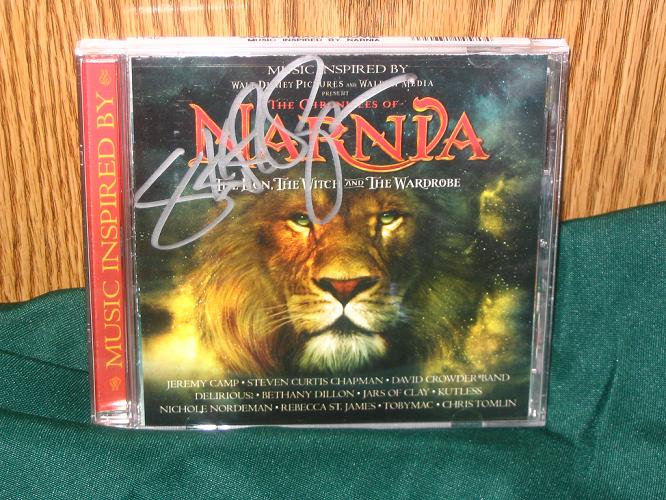 MUSIC INSPIRED BY NARNIA
MUSIC INSPIRED BY
MUSIC INSPIRED BY
WALT DISNEY PICTURES AND WALDEN MEDIA
PRESENT
THE CHRONICLES OF
NARNIA
THE LION, THE WITCH AND THE WARDROBE
JEREMY CAMP • STEVEN CURTIS CHAPMAN • DAVID CROWDER*BAND
DELIRIOUS? • BETHANY DILLON • JARS OF CLAY • KUTLESS
NICHOLE NORDEMAN • REBECCA ST. JAMES • TOBYMAC • CHRIS TOMLIN